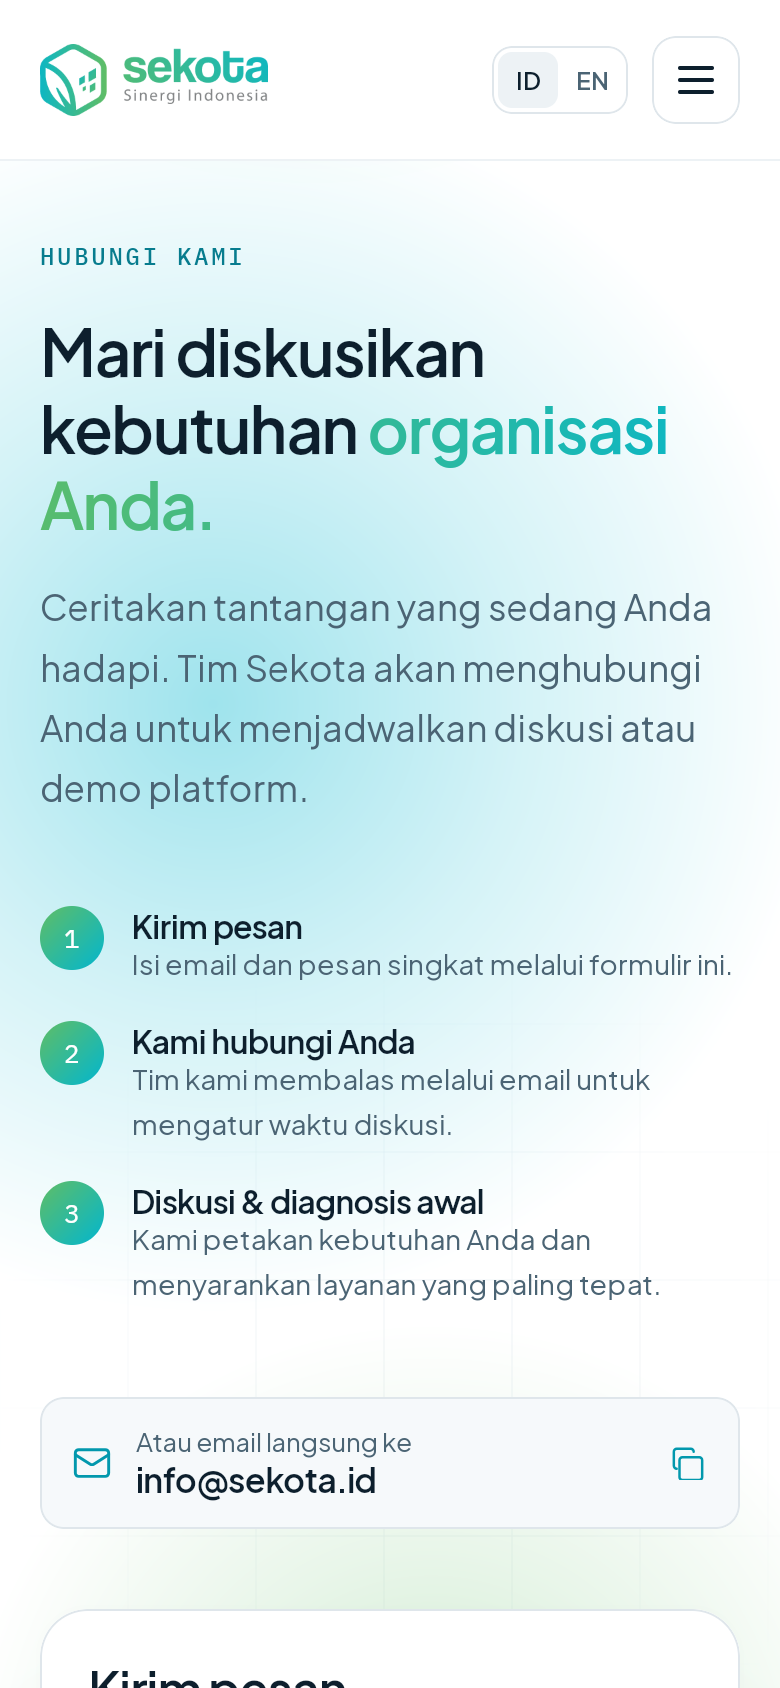 sekota
Sinergi Indonesia
ID
EN
HUBUNGI KAMI
Mari diskusikan
kebutuhan organisasi
Anda.
Ceritakan tantangan yang sedang Anda
hadapi. Tim Sekota akan menghubungi
Anda untuk menjadwalkan diskusi atau
demo platform.
1
Kirim pesan
Isi email dan pesan singkat melalui formulir ini.
2
Kami hubungi Anda
Tim kami membalas melalui email untuk
mengatur waktu diskusi.
3
Diskusi & diagnosis awal
Kami petakan kebutuhan Anda dan
menyarankan layanan yang paling tepat.
Atau email langsung ke
info@sekota.id
Kirim pesan